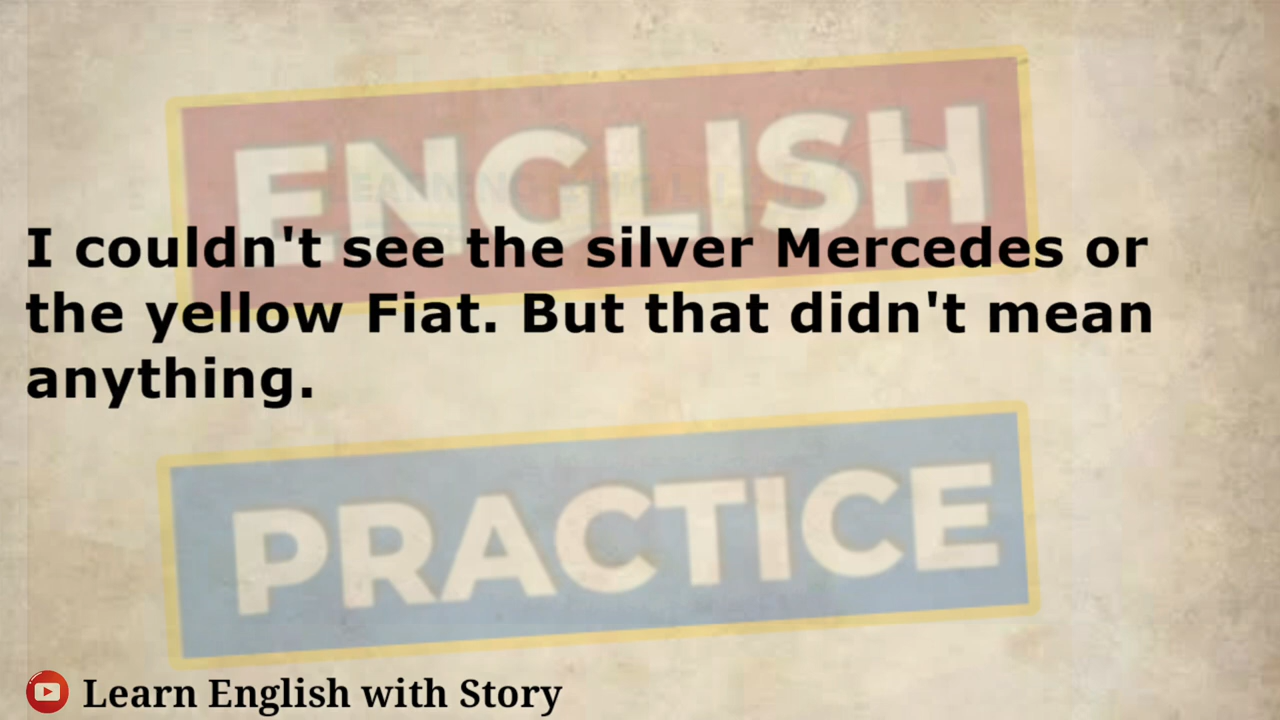 ENGLISH
I couldn't see the silver Mercedes or
the yellow Fiat. But that didn't mean
anything.
PRACTICE
Learn English with Story